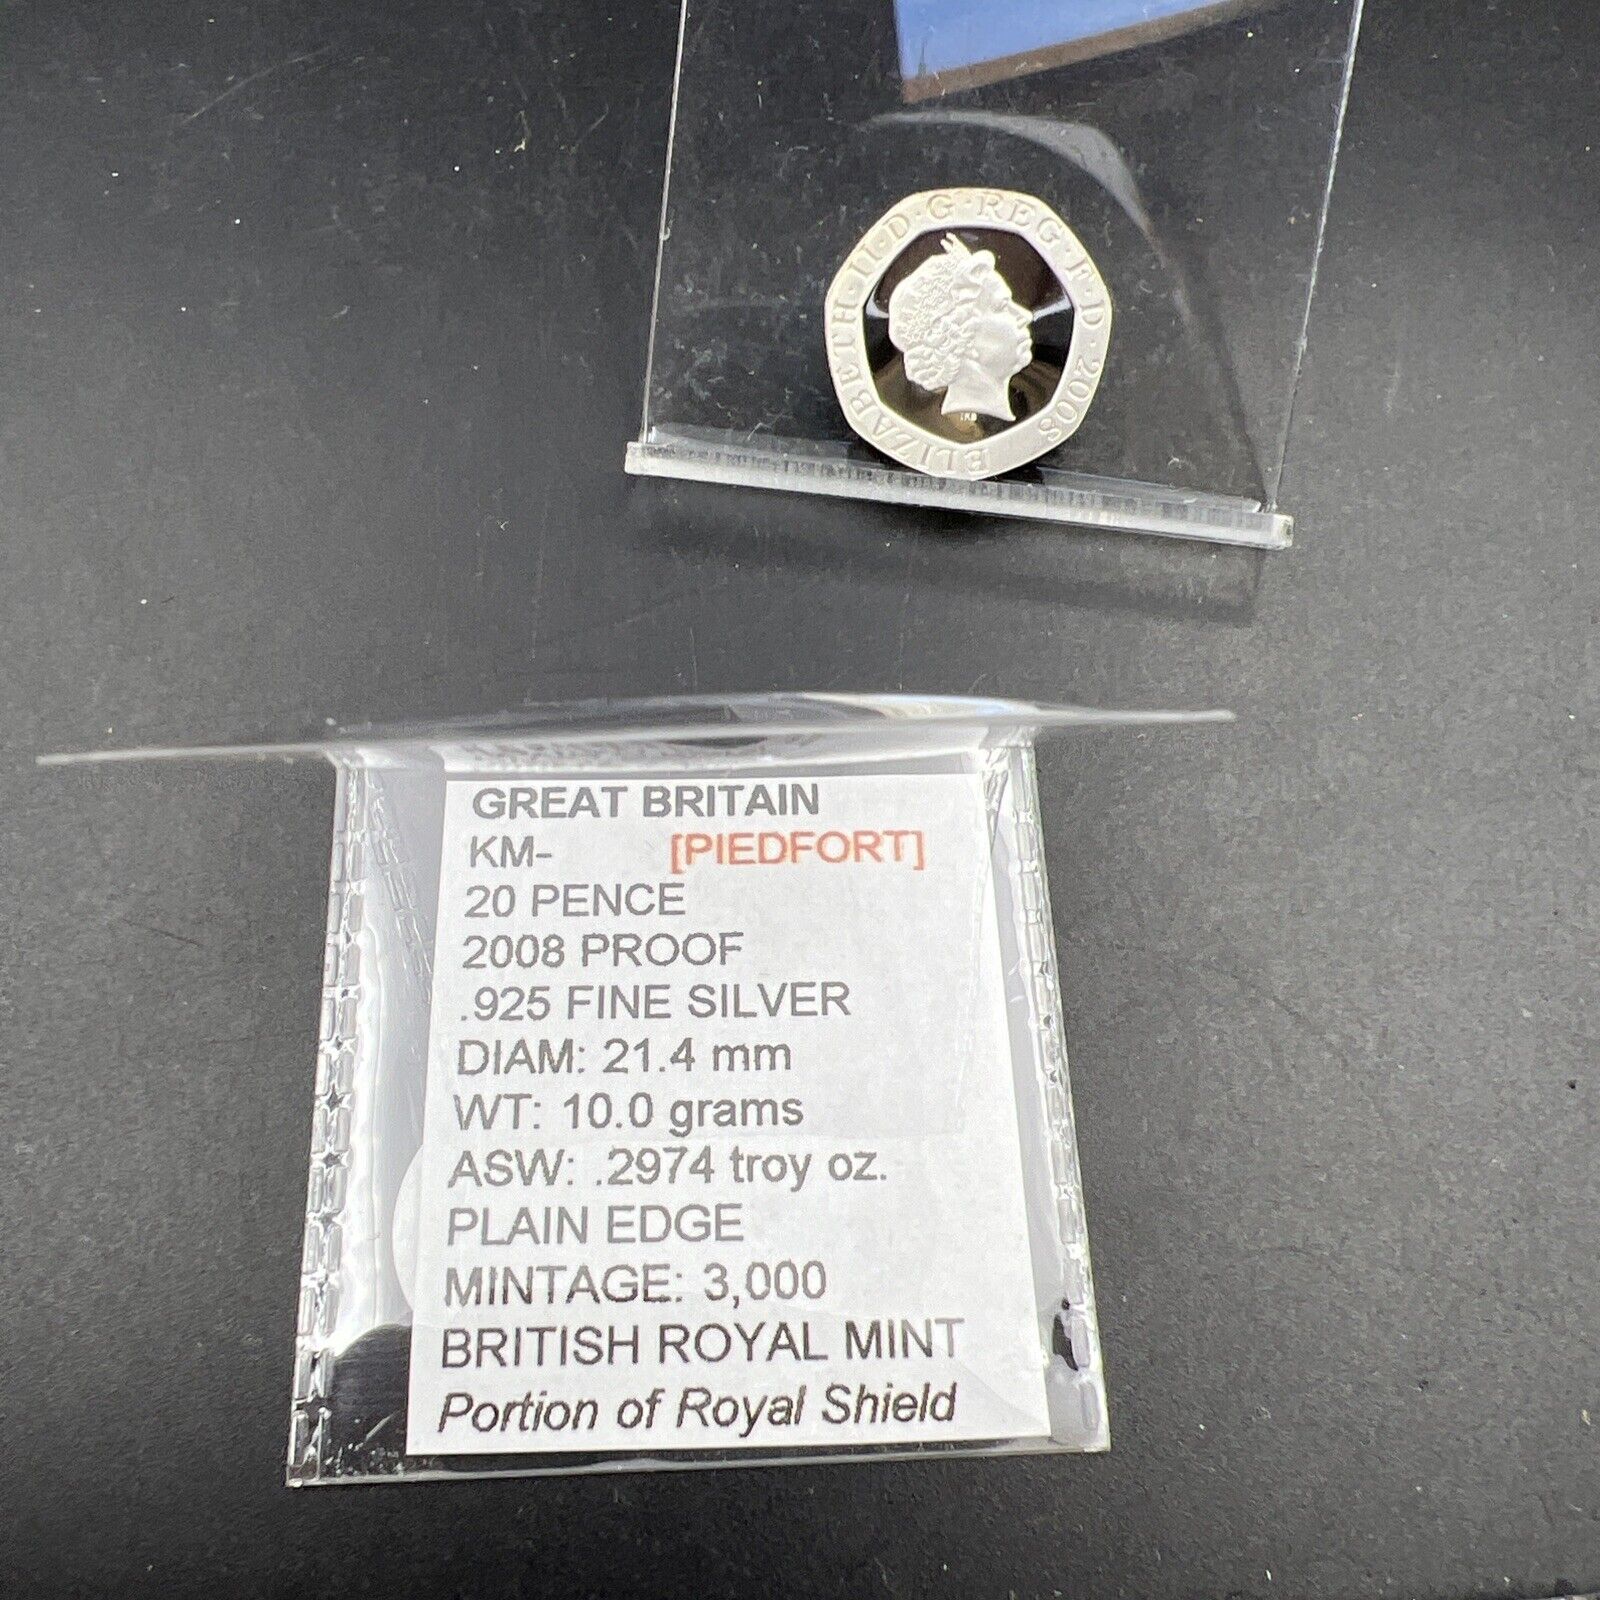 ELIZABETH·II·D·G·REG·F·D·2008
IRB
GREAT BRITAIN
KM- [PIEDFORT]
20 PENCE
2008 PROOF
.925 FINE SILVER
DIAM: 21.4 mm
WT: 10.0 grams
ASW: .2974 troy oz.
PLAIN EDGE
MINTAGE: 3,000
BRITISH ROYAL MINT
Portion of Royal Shield